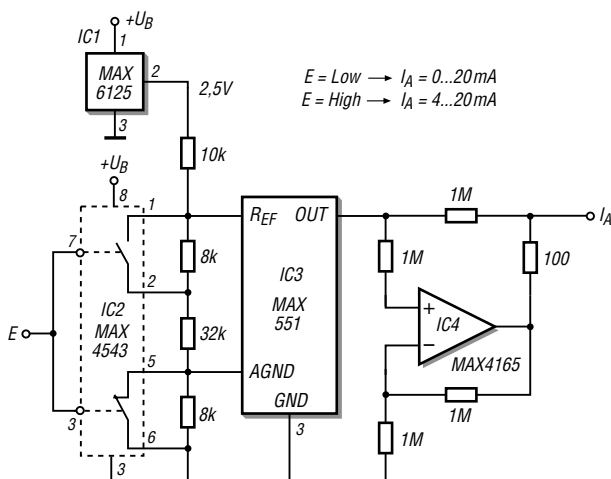 +U_B
IC1
1
MAX
6125
2
2,5V
3
E = Low → I_A = 0...20mA
E = High → I_A = 4...20mA
10k
+U_B
8
1
7
2
IC2
MAX
4543
E
5
3
6
3
8k
32k
8k
R_EF OUT
IC3
MAX
551
AGND
GND
3
1M
I_A
1M
100
+
IC4
−
MAX4165
1M
1M